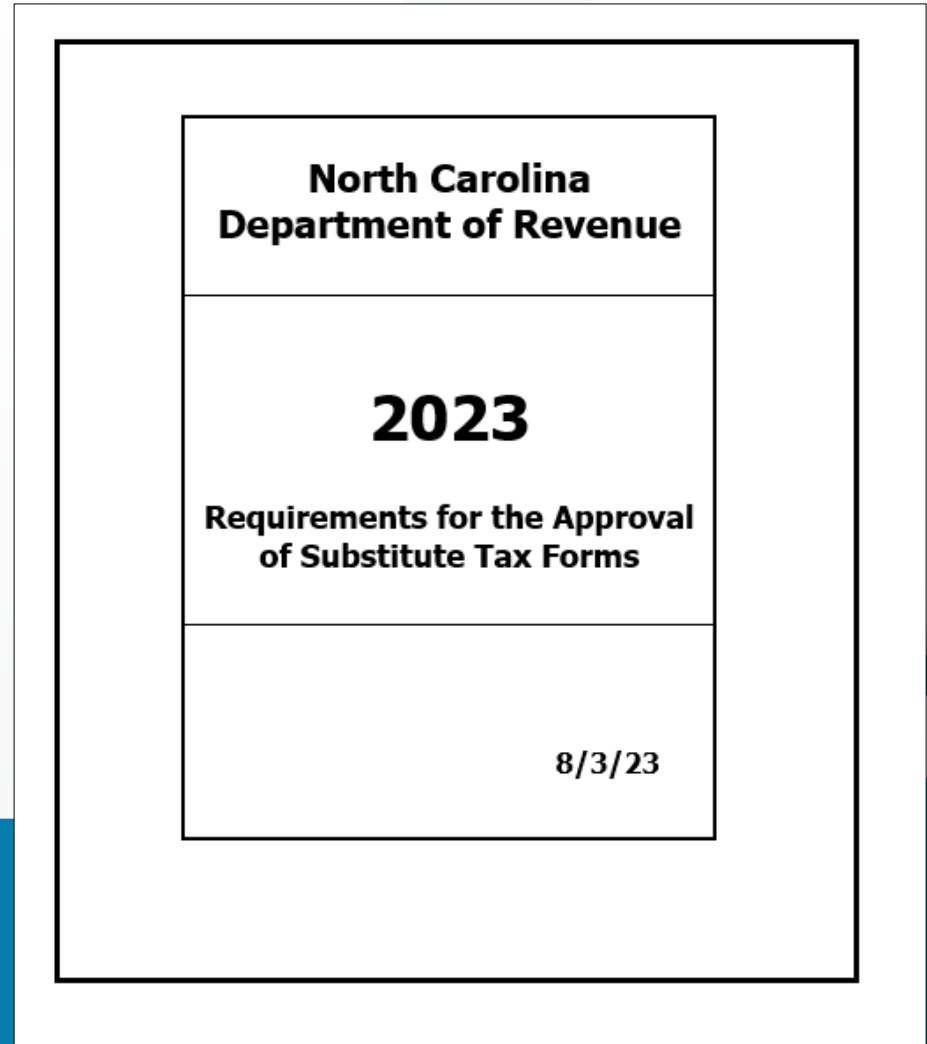 North Carolina
Department of Revenue
2023
Requirements for the Approval
of Substitute Tax Forms
8/3/23